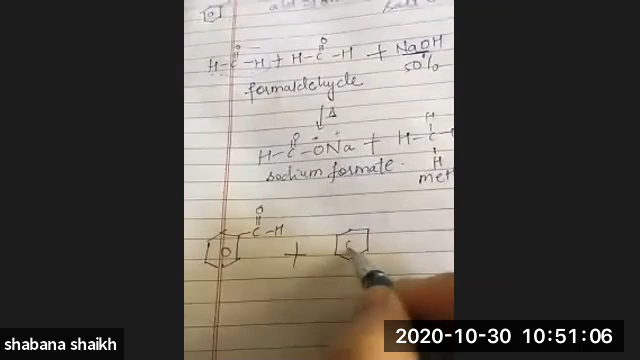 O
H-C-H + H-C-H + NaOH
50%
formaldehyde
Δ
O
H-C-ONa + H-C-
H
sodium formate.
met
O
C-H
+
shabana shaikh
2020-10-30 10:51:06